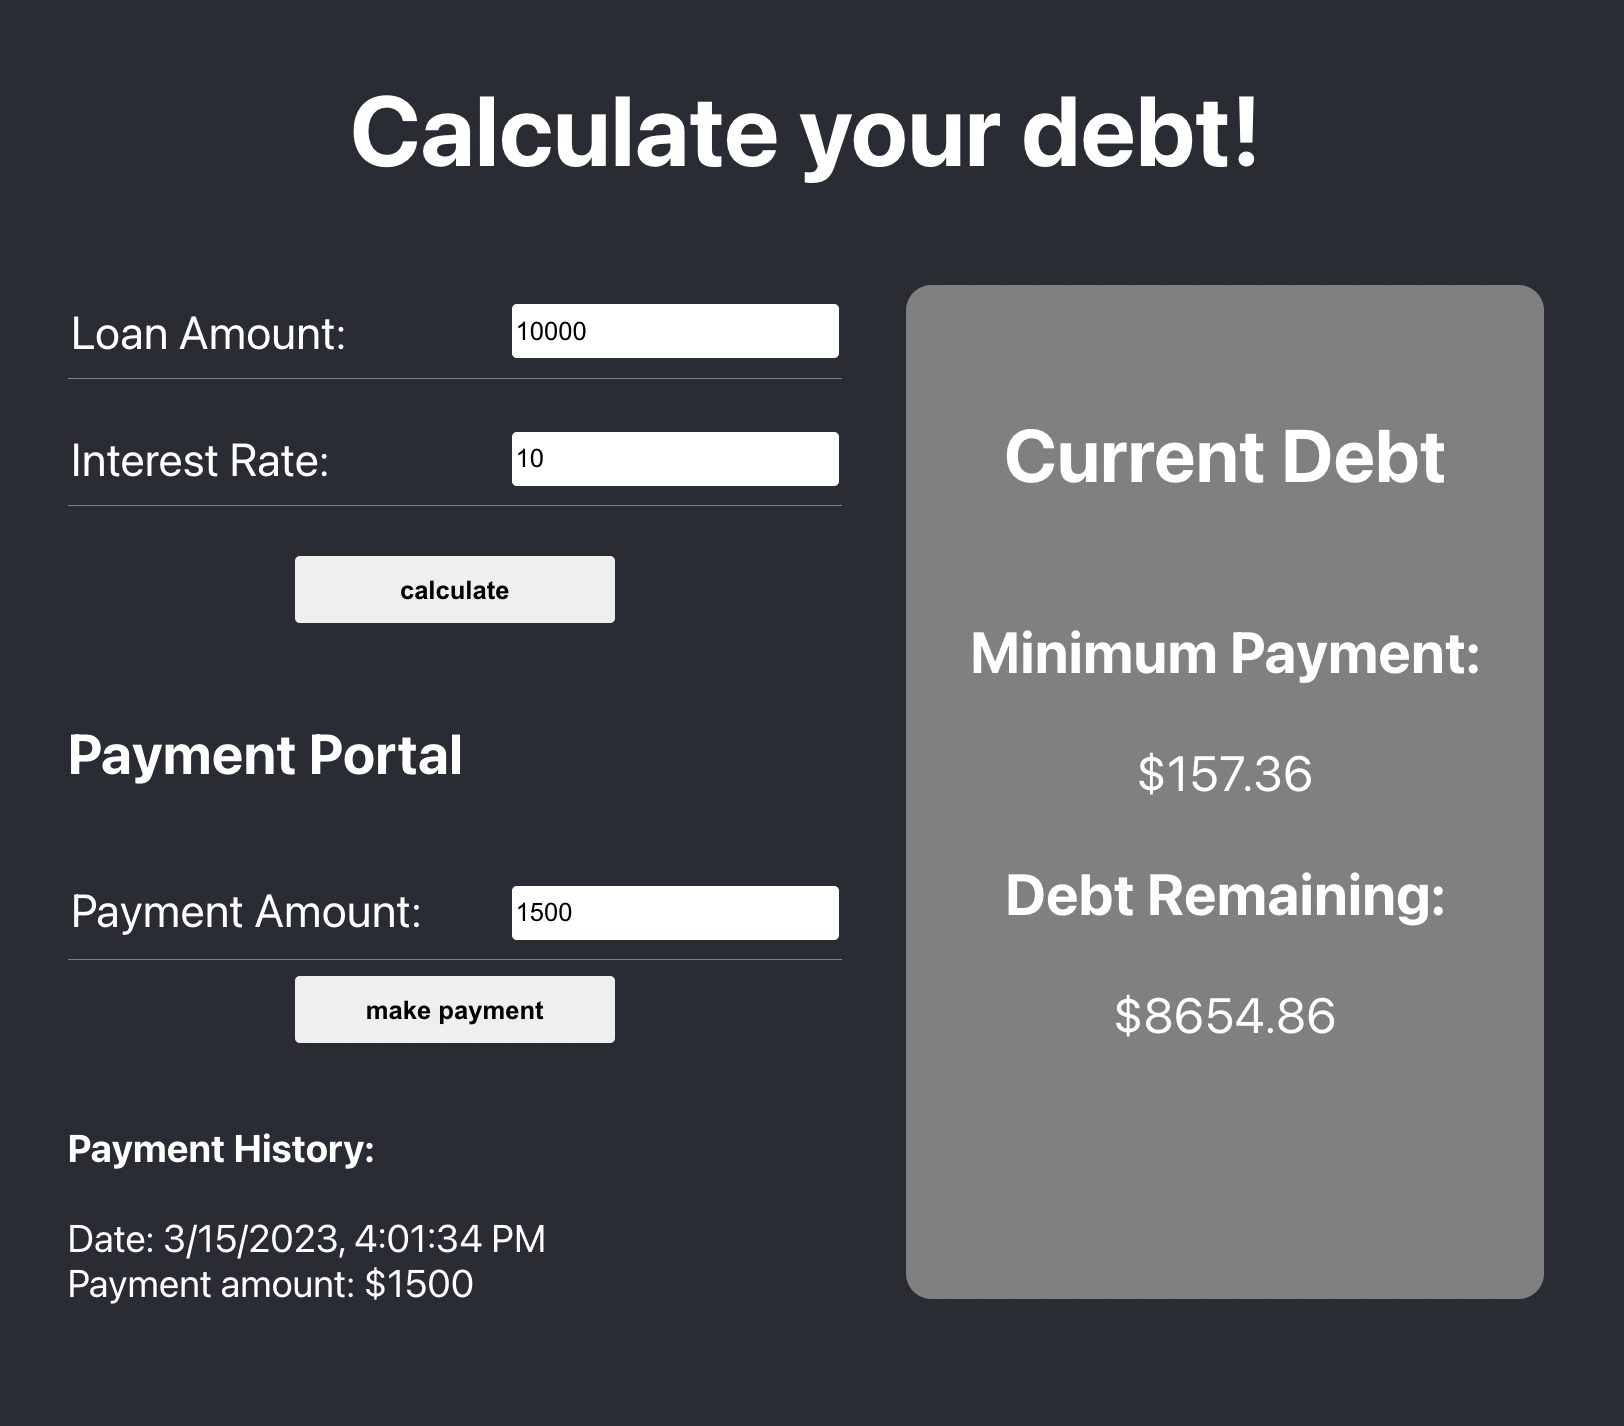 Calculate your debt!
Loan Amount:
10000
Interest Rate:
10
calculate
Payment Portal
Payment Amount:
1500
make payment
Payment History:
Date: 3/15/2023, 4:01:34 PM
Payment amount: $1500
Current Debt
Minimum Payment:
$157.36
Debt Remaining:
$8654.86